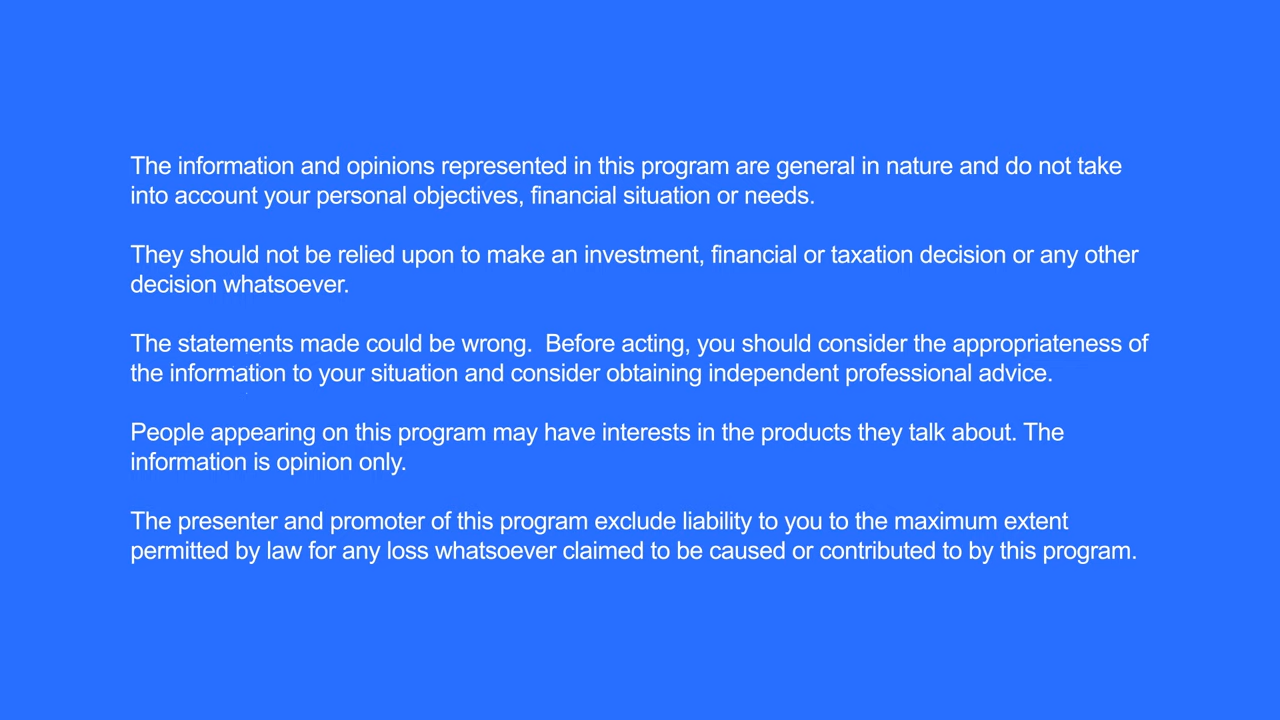 The information and opinions represented in this program are general in nature and do not take
into account your personal objectives, financial situation or needs.
They should not be relied upon to make an investment, financial or taxation decision or any other
decision whatsoever.
The statements made could be wrong.  Before acting, you should consider the appropriateness of
the information to your situation and consider obtaining independent professional advice.
People appearing on this program may have interests in the products they talk about. The
information is opinion only.
The presenter and promoter of this program exclude liability to you to the maximum extent
permitted by law for any loss whatsoever claimed to be caused or contributed to by this program.